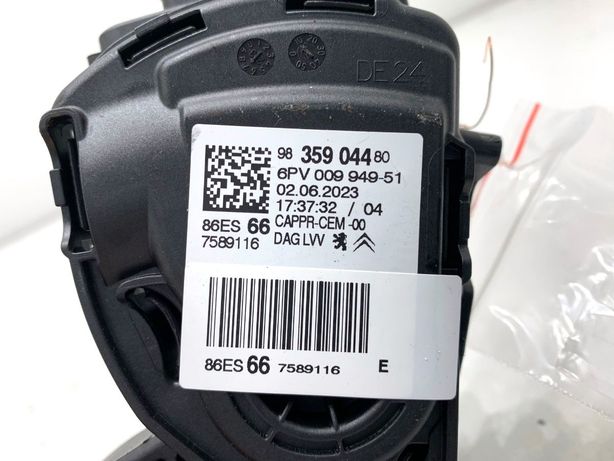 DE24
98 359 044 80
6PV 009 949-51
02.06.2023
17:37:32 / 04
86ES 66 CAPPR-CEM -00
7589116 DAG LVV
86ES 66 7589116 E